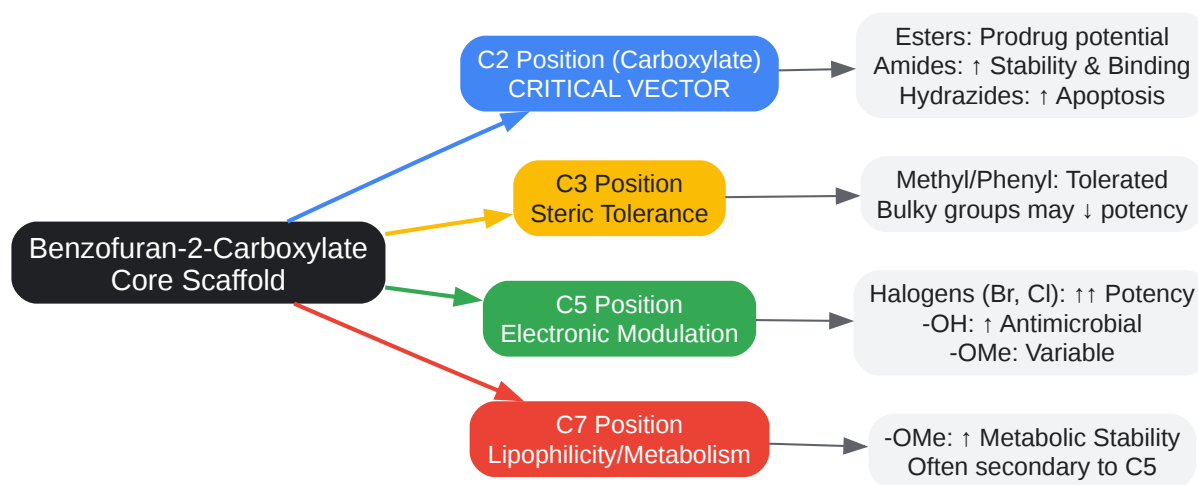 Benzofuran-2-Carboxylate
Core Scaffold
C2 Position (Carboxylate)
CRITICAL VECTOR
Esters: Prodrug potential
Amides: ↑ Stability & Binding
Hydrazides: ↑ Apoptosis
C3 Position
Steric Tolerance
Methyl/Phenyl: Tolerated
Bulky groups may ↓ potency
C5 Position
Electronic Modulation
Halogens (Br, Cl): ↑↑ Potency
-OH: ↑ Antimicrobial
-OMe: Variable
C7 Position
Lipophilicity/Metabolism
-OMe: ↑ Metabolic Stability
Often secondary to C5